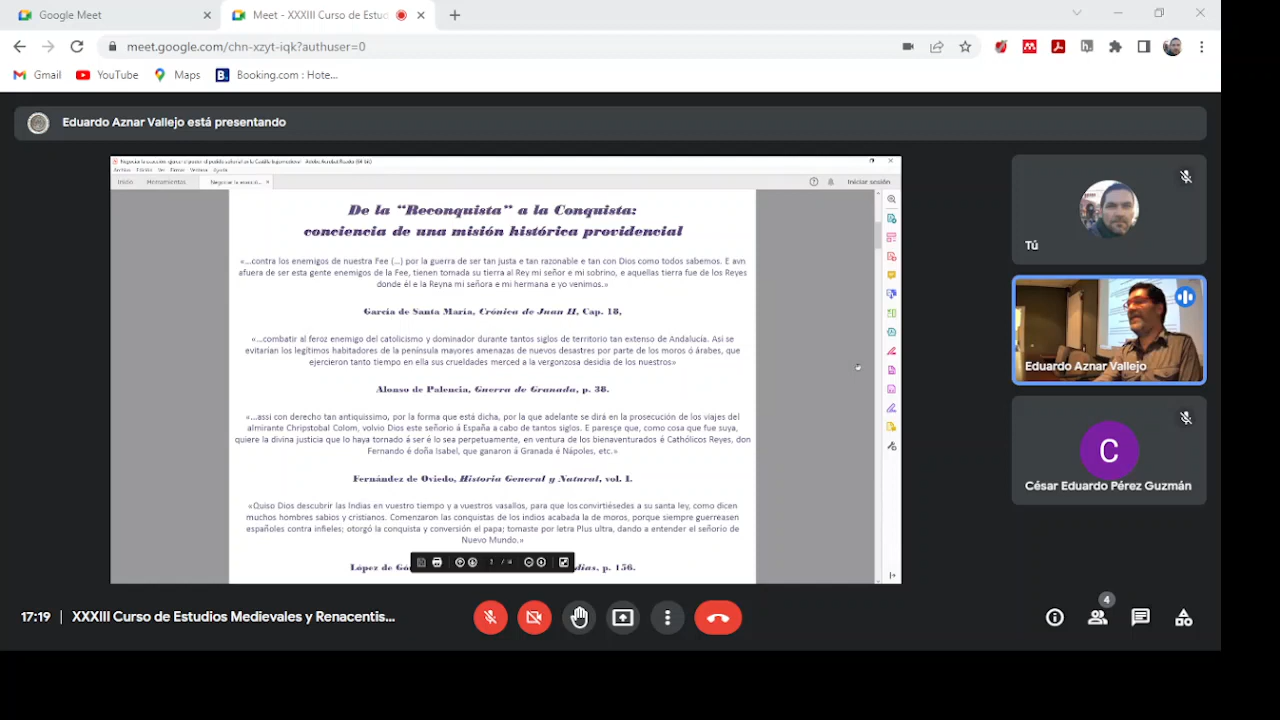 Google Meet
Meet - XXXIII Curso de Estud
meet.google.com/chn-xzyt-iqk?authuser=0
Gmail
YouTube
Maps
B.
Booking.com : Hote...
Eduardo Aznar Vallejo está presentando
Archivo Edición Ver Firmar Ventana Ayuda
Inicio Herramientas
Iniciar sesión
De la "Reconquista" a la Conquista:
conciencia de una misión histórica providencial
«...contra los enemigos de nuestra Fee (...) por la guerra de ser tan justa e tan razonable e tan con Dios como todos sabemos. E avn
afuera de ser esta gente enemigos de la Fee, tienen tomada su tierra al Rey mi señor e mi sobrino, e aquellas tierra fue de los Reyes
donde él e la Reyna mi señora e mi hermana e yo venimos.»
García de Santa María, Crónica de Juan II, Cap. 18,
«...combatir al feroz enemigo del catolicismo y dominador durante tantos siglos de territorio tan extenso de Andalucía. Asi se
evitarían los legítimos habitadores de la península mayores amenazas de nuevos desastres por parte de los moros ó árabes, que
ejercieron tanto tiempo en ella sus crueldades merced a la vergonzosa desidia de los nuestros»
Alonso de Palencia, Guerra de Granada, p. 38.
«...assi con derecho tan antiquissimo, por la forma que está dicha, por la que adelante se dirá en la prosecución de los viajes del
almirante Chripstobal Colom, volvio Dios este señorio á España a cabo de tantos siglos. E paresçe que, como cosa que fue suya,
quiere la divina justicia que lo haya tornado á ser é lo sea perpetuamente, en ventura de los bienaventurados é Cathólicos Reyes, don
Fernando é doña Isabel, que ganaron á Granada é Nápoles, etc.»
Fernández de Oviedo, Historia General y Natural, vol. I.
«Quiso Dios descubrir las Indias en vuestro tiempo y a vuestros vasallos, para que los convirtiésedes a su santa ley, como dicen
muchos hombres sabios y cristianos. Comenzaron las conquistas de los indios acabada la de moros, porque siempre guerreasen
españoles contra infieles; otorgó la conquista y conversión el papa; tomaste por letra Plus ultra, dando a entender el señorío de
Nuevo Mundo.»
López de Gó
dias, p. 156.
Tú
Eduardo Aznar Vallejo
C
César Eduardo Pérez Guzmán
17:19
XXXIII Curso de Estudios Medievales y Renacentis...
4